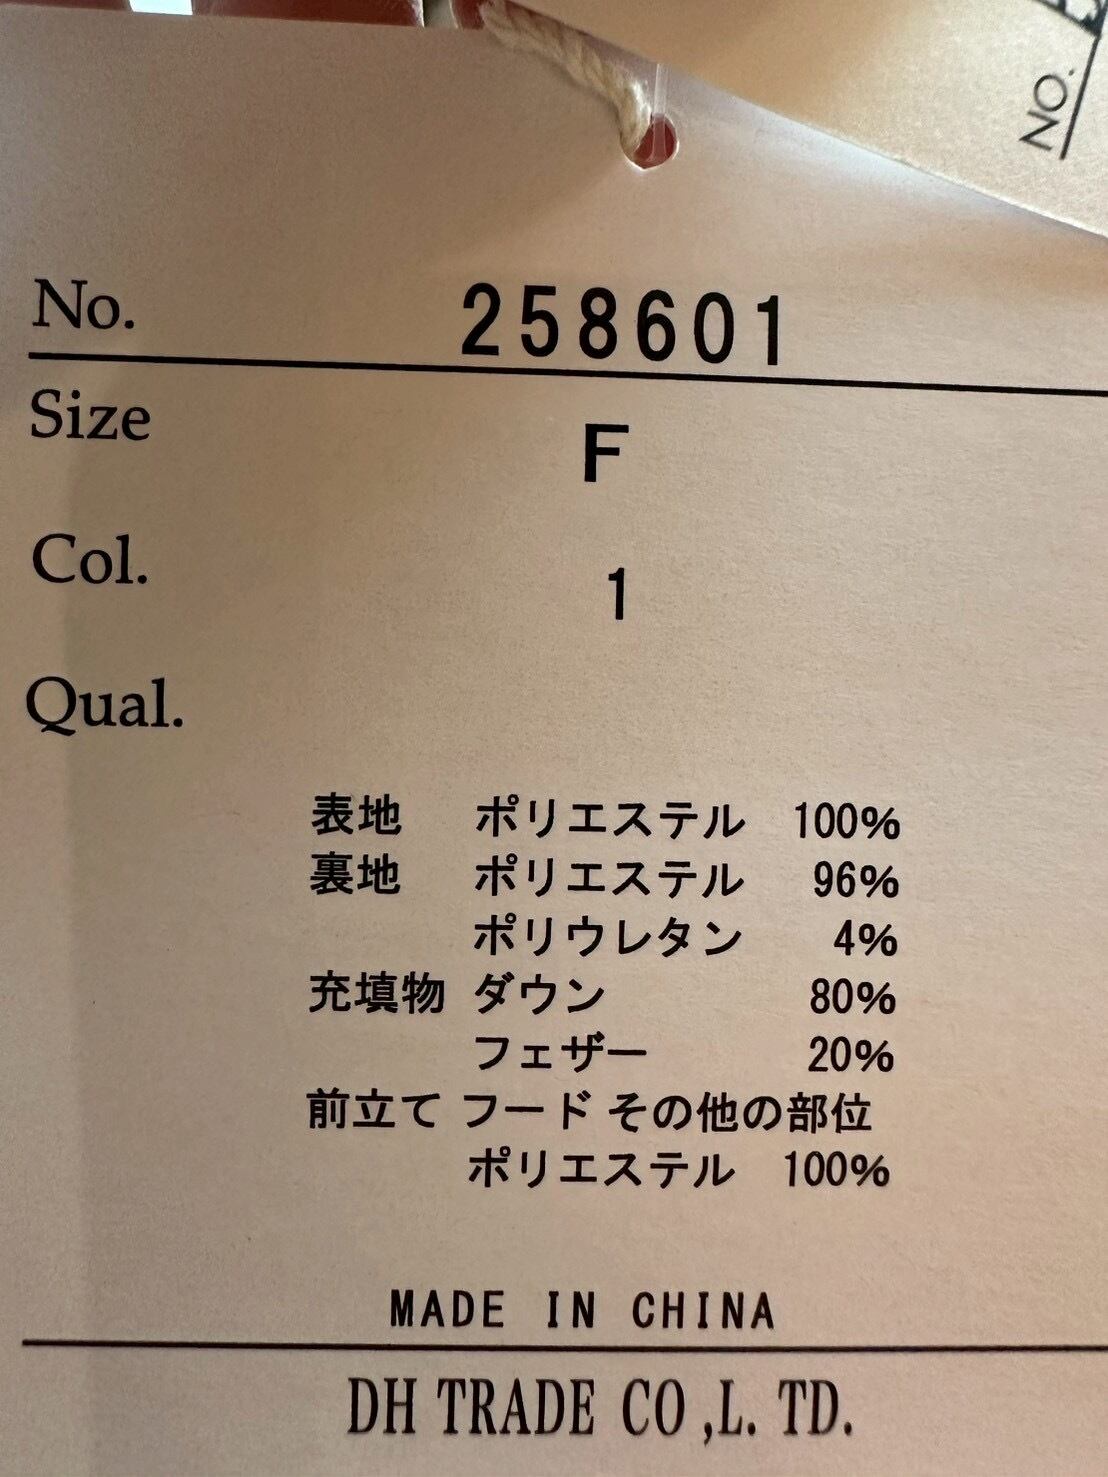 NO.
No. 258601
Size F
Col. 1
Qual.
表地 ポリエステル 100%
裏地 ポリエステル 96%
ポリウレタン 4%
充填物 ダウン 80%
フェザー 20%
前立て フード その他の部位
ポリエステル 100%
MADE IN CHINA
DH TRADE CO ,L. TD.